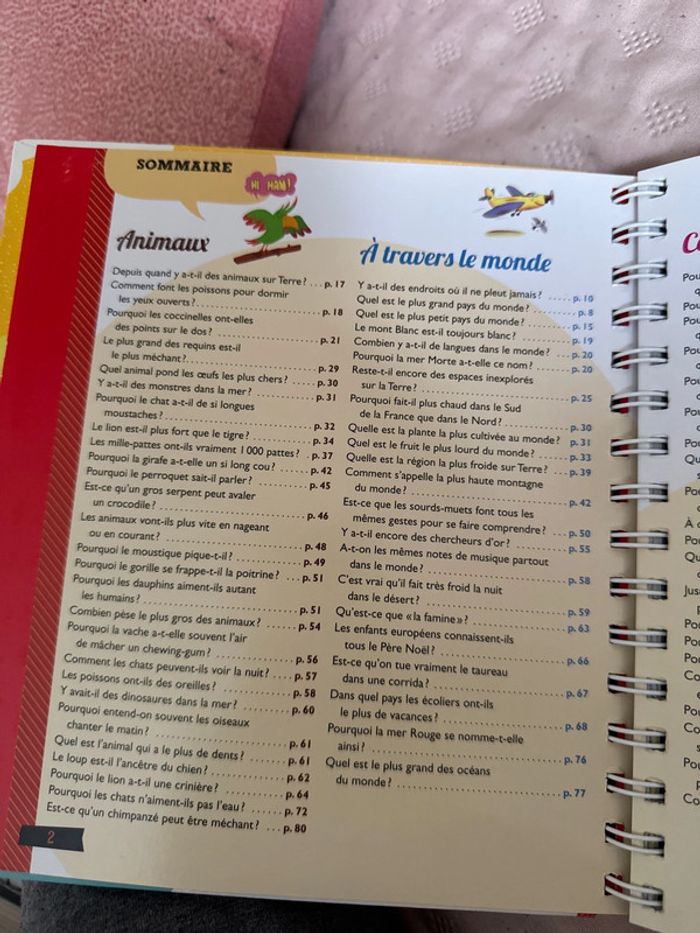 SOMMAIRE
HI HAN!
Animaux
Depuis quand y a-t-il des animaux sur Terre? ... p. 17
Comment font les poissons pour dormir
les yeux ouverts? ... p. 18
Pourquoi les coccinelles ont-elles
des points sur le dos? ... p. 21
Le plus grand des requins est-il
le plus méchant? ... p. 29
Quel animal pond les œufs les plus chers? ... p. 30
Y a-t-il des monstres dans la mer? ... p. 31
Pourquoi le chat a-t-il de si longues
moustaches? ... p. 32
Le lion est-il plus fort que le tigre? ... p. 34
Les mille-pattes ont-ils vraiment 1 000 pattes? . p. 37
Pourquoi la girafe a-t-elle un si long cou? ... p. 42
Pourquoi le perroquet sait-il parler? ... p. 45
Est-ce qu'un gros serpent peut avaler
un crocodile? ... p. 46
Les animaux vont-ils plus vite en nageant
ou en courant? ... p. 48
Pourquoi le moustique pique-t-il? ... p. 49
Pourquoi le gorille se frappe-t-il la poitrine? ... p. 51
Pourquoi les dauphins aiment-ils autant
les humains? ... p. 51
Combien pèse le plus gros des animaux? ... p. 54
Pourquoi la vache a-t-elle souvent l'air
de mâcher un chewing-gum? ... p. 56
Comment les chats peuvent-ils voir la nuit? ... p. 57
Les poissons ont-ils des oreilles? ... p. 58
Y avait-il des dinosaures dans la mer? ... p. 60
Pourquoi entend-on souvent les oiseaux
chanter le matin? ... p. 61
Quel est l'animal qui a le plus de dents? ... p. 61
Le loup est-il l'ancêtre du chien? ... p. 62
Pourquoi le lion a-t-il une crinière? ... p. 64
Pourquoi les chats n'aiment-ils pas l'eau? ... p. 72
Est-ce qu'un chimpanzé peut être méchant? ... p. 80
À travers le monde
Y a-t-il des endroits où il ne pleut jamais? ... p. 10
Quel est le plus grand pays du monde? ... p. 8
Quel est le plus petit pays du monde? ... p. 15
Le mont Blanc est-il toujours blanc? ... p. 19
Combien y a-t-il de langues dans le monde? .. p. 20
Pourquoi la mer Morte a-t-elle ce nom? ... p. 20
Reste-t-il encore des espaces inexplorés
sur la Terre? ... p. 25
Pourquoi fait-il plus chaud dans le Sud
de la France que dans le Nord? ... p. 30
Quelle est la plante la plus cultivée au monde? p. 31
Quel est le fruit le plus lourd du monde? ... p. 33
Quelle est la région la plus froide sur Terre? .. p. 39
Comment s'appelle la plus haute montagne
du monde? ... p. 42
Est-ce que les sourds-muets font tous les
mêmes gestes pour se faire comprendre? ... p. 50
Y a-t-il encore des chercheurs d'or? ... p. 55
A-t-on les mêmes notes de musique partout
dans le monde? ... p. 58
C'est vrai qu'il fait très froid la nuit
dans le désert? ... p. 59
Qu'est-ce que « la famine »? ... p. 63
Les enfants européens connaissent-ils
tous le Père Noël? ... p. 66
Est-ce qu'on tue vraiment le taureau
dans une corrida? ... p. 67
Dans quel pays les écoliers ont-ils
le plus de vacances? ... p. 68
Pourquoi la mer Rouge se nomme-t-elle
ainsi? ... p. 76
Quel est le plus grand des océans
du monde? ... p. 77
2